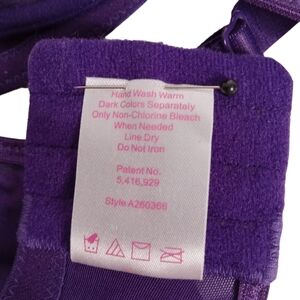 Hand Wash Warm
Dark Colors Separately
Only Non-Chlorine Bleach
When Needed
Line Dry
Do Not Iron
Patent No.
5,416,929
Style A260366